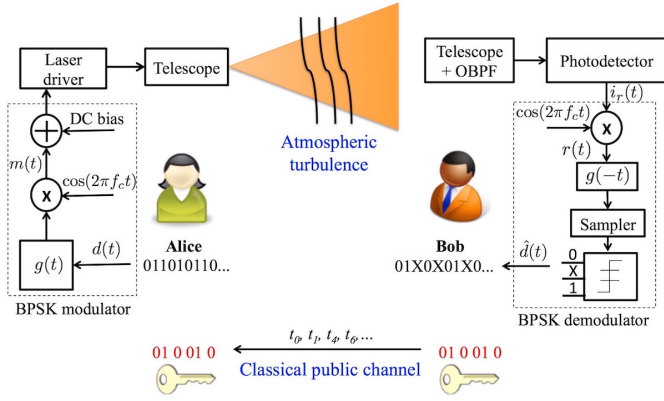 Laser
driver
Telescope
Telescope
+ OBPF
Photodetector
DC bias
m(t)
cos(2πf_ct)
X
g(t)
d(t)
BPSK modulator
Atmospheric
turbulence
Alice
011010110...
Bob
01X0X01X0...
i_r(t)
cos(2πf_ct)
X
r(t)
g(−t)
Sampler
d̂(t)
0
X
1
BPSK demodulator
t_0, t_1, t_4, t_6, ...
01 0 01 0
01 0 01 0
Classical public channel